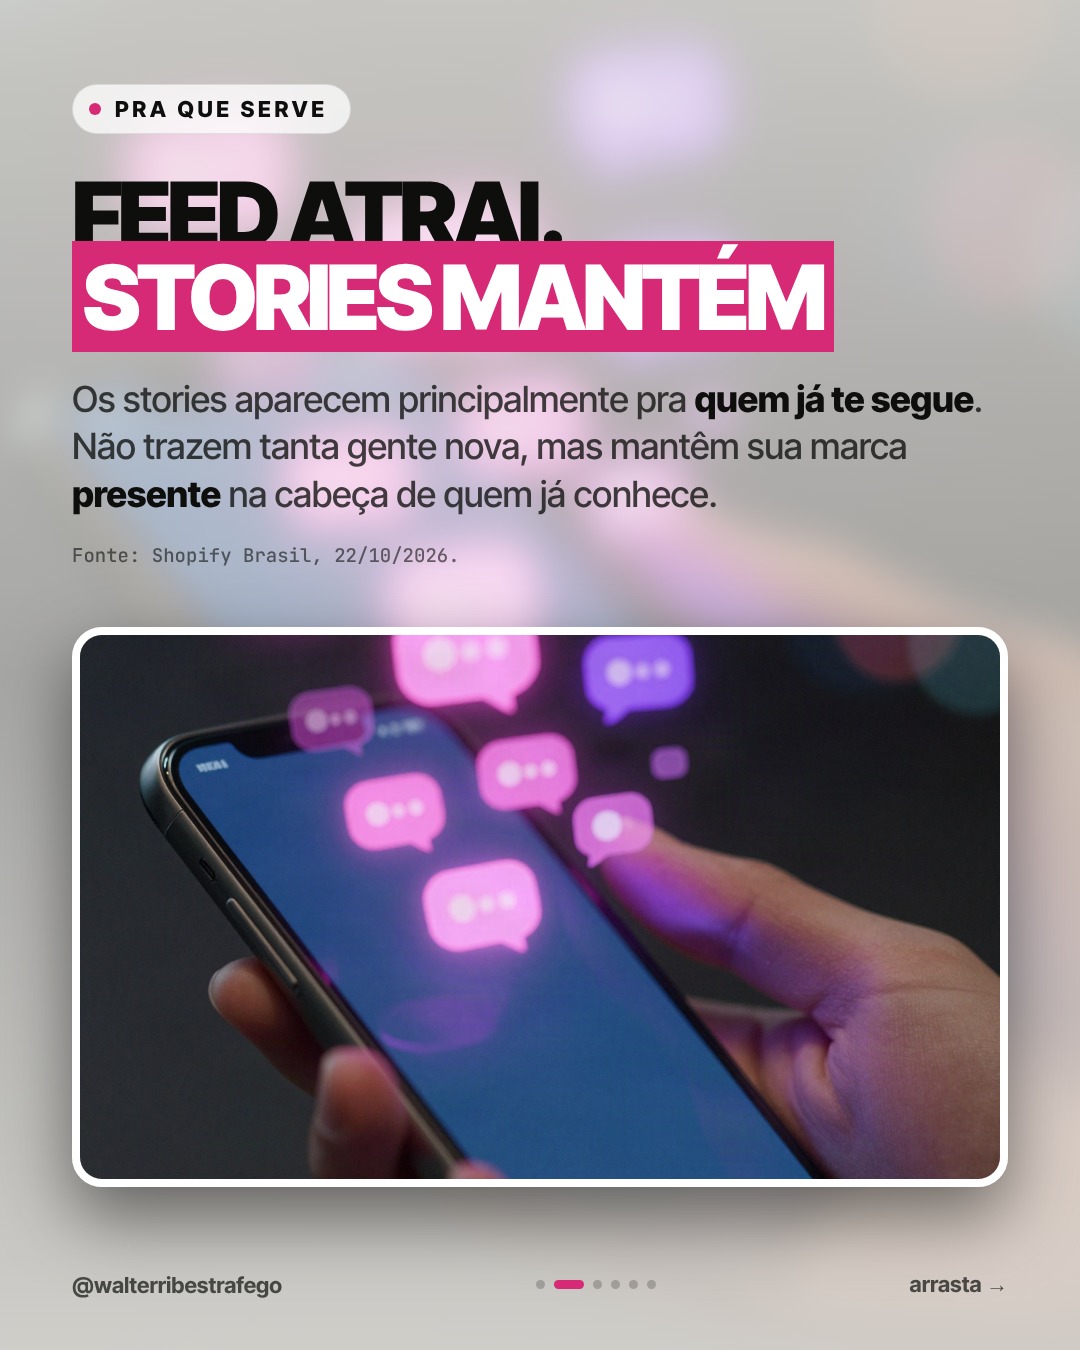 PRA QUE SERVE
FEED ATRAI.
STORIES MANTÉM
Os stories aparecem principalmente pra quem já te segue.
Não trazem tanta gente nova, mas mantêm sua marca
presente na cabeça de quem já conhece.
Fonte: Shopify Brasil, 22/10/2026.
@walterribestrafego
arrasta →